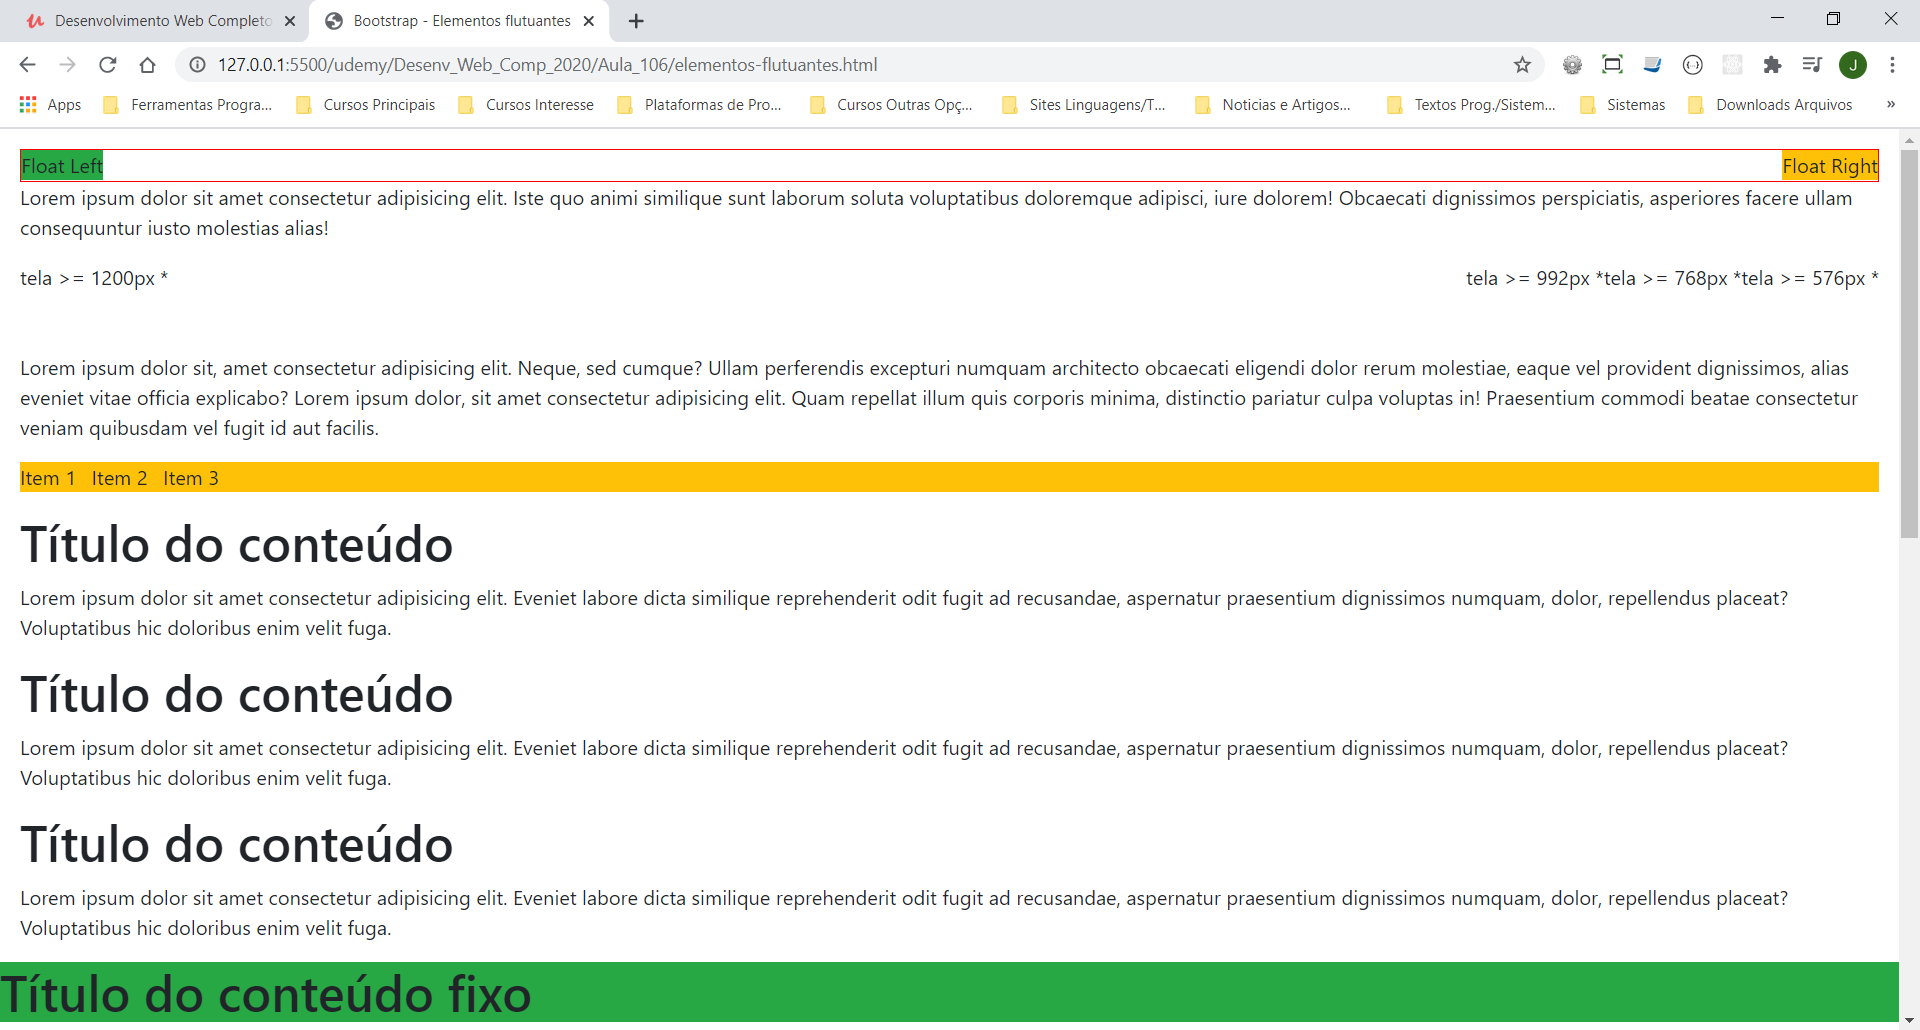 Desenvolvimento Web Completo
Bootstrap - Elementos flutuantes
127.0.0.1:5500/udemy/Desenv_Web_Comp_2020/Aula_106/elementos-flutuantes.html
J
Apps Ferramentas Progra... Cursos Principais Cursos Interesse Plataformas de Pro... Cursos Outras Opç... Sites Linguagens/T... Noticias e Artigos... Textos Prog./Sistem... Sistemas Downloads Arquivos »
Float Left Float Right
Lorem ipsum dolor sit amet consectetur adipisicing elit. Iste quo animi similique sunt laborum soluta voluptatibus doloremque adipisci, iure dolorem! Obcaecati dignissimos perspiciatis, asperiores facere ullam
consequuntur iusto molestias alias!
tela >= 1200px * tela >= 992px *tela >= 768px *tela >= 576px *
Lorem ipsum dolor sit, amet consectetur adipisicing elit. Neque, sed cumque? Ullam perferendis excepturi numquam architecto obcaecati eligendi dolor rerum molestiae, eaque vel provident dignissimos, alias
eveniet vitae officia explicabo? Lorem ipsum dolor, sit amet consectetur adipisicing elit. Quam repellat illum quis corporis minima, distinctio pariatur culpa voluptas in! Praesentium commodi beatae consectetur
veniam quibusdam vel fugit id aut facilis.
Item 1 Item 2 Item 3
Título do conteúdo
Lorem ipsum dolor sit amet consectetur adipisicing elit. Eveniet labore dicta similique reprehenderit odit fugit ad recusandae, aspernatur praesentium dignissimos numquam, dolor, repellendus placeat?
Voluptatibus hic doloribus enim velit fuga.
Título do conteúdo
Lorem ipsum dolor sit amet consectetur adipisicing elit. Eveniet labore dicta similique reprehenderit odit fugit ad recusandae, aspernatur praesentium dignissimos numquam, dolor, repellendus placeat?
Voluptatibus hic doloribus enim velit fuga.
Título do conteúdo
Lorem ipsum dolor sit amet consectetur adipisicing elit. Eveniet labore dicta similique reprehenderit odit fugit ad recusandae, aspernatur praesentium dignissimos numquam, dolor, repellendus placeat?
Voluptatibus hic doloribus enim velit fuga.
Título do conteúdo fixo